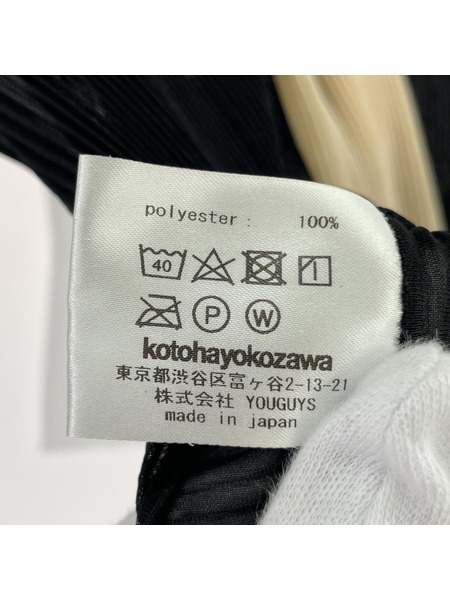 polyester : 100%
40
P W
kotohayokozawa
東京都渋谷区富ヶ谷2-13-21
株式会社 YOUGUYS
made in japan